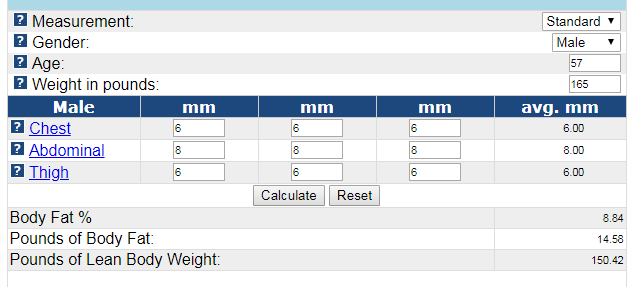 ? Measurement: Standard ▼
? Gender: Male ▼
? Age: 57
? Weight in pounds: 165
Male mm mm mm avg. mm
? Chest 6 6 6 6.00
? Abdominal 8 8 8 8.00
? Thigh 6 6 6 6.00
Calculate Reset
Body Fat % 8.84
Pounds of Body Fat: 14.58
Pounds of Lean Body Weight: 150.42